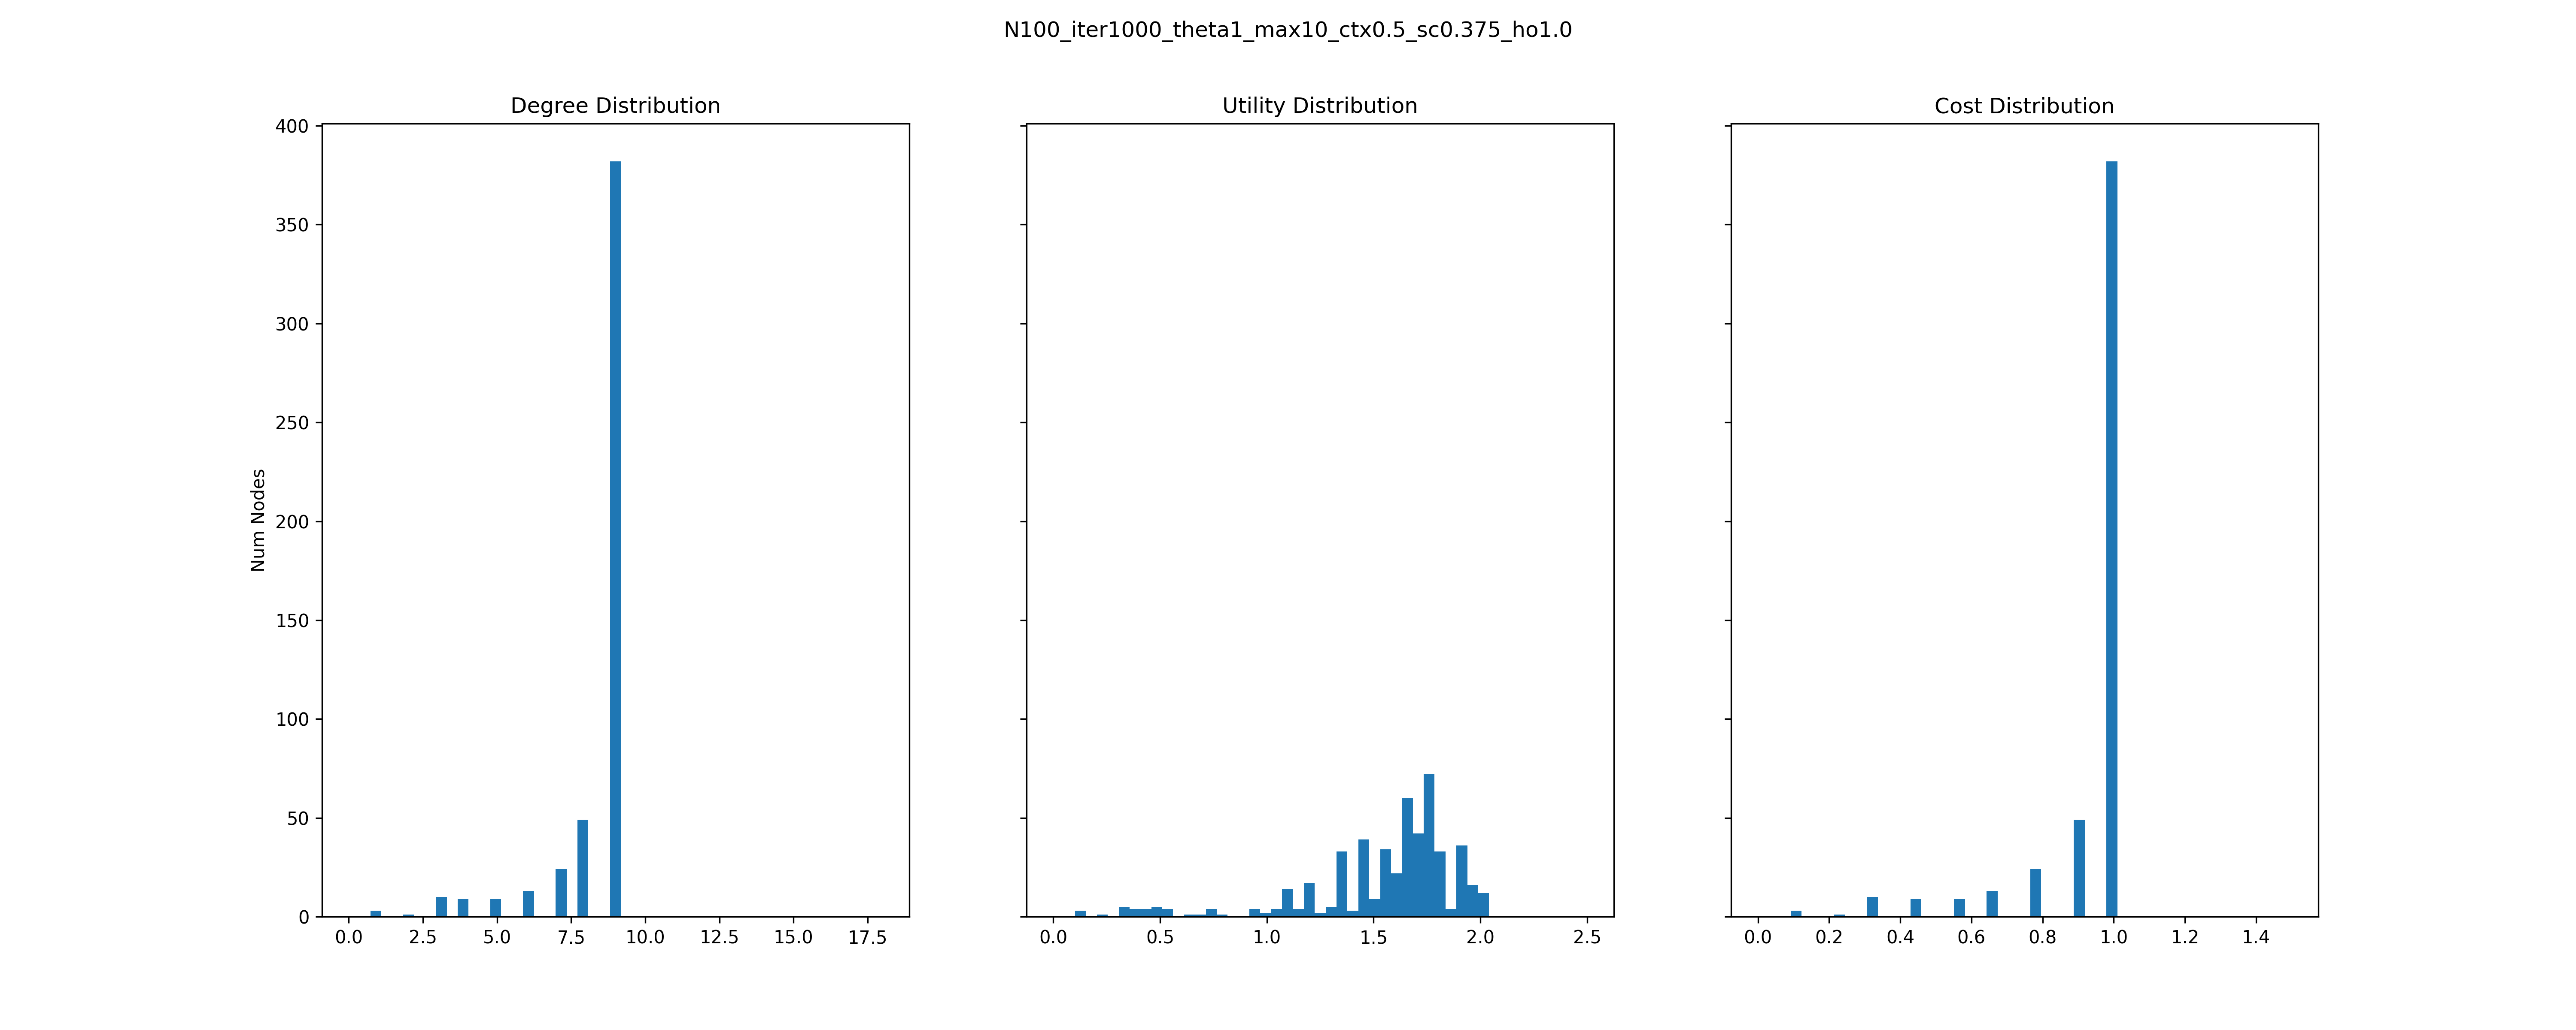 N100_iter1000_theta1_max10_ctx0.5_sc0.375_ho1.0
Degree Distribution
Num Nodes
400
350
300
250
200
150
100
50
0
0.0 2.5 5.0 7.5 10.0 12.5 15.0 17.5
Utility Distribution
0.0 0.5 1.0 1.5 2.0 2.5
Cost Distribution
0.0 0.2 0.4 0.6 0.8 1.0 1.2 1.4